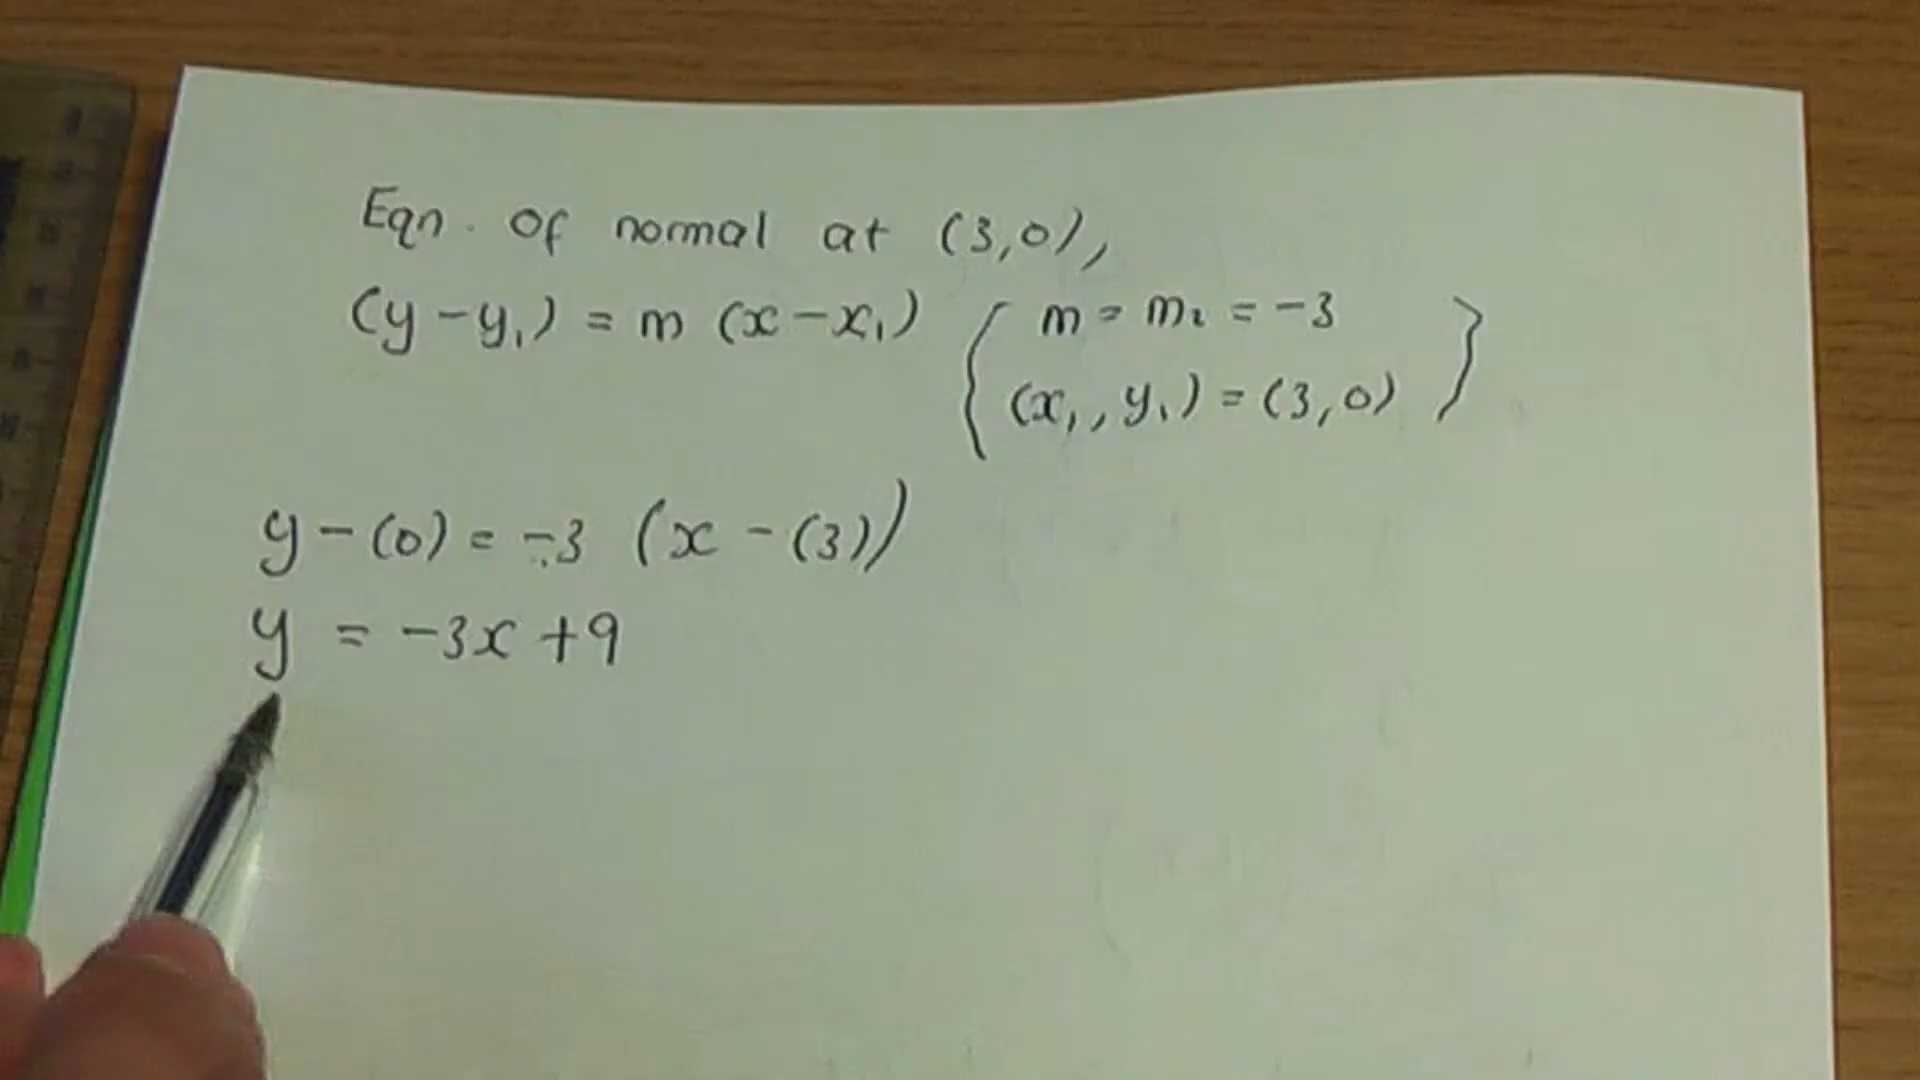 Eqn. of normal at (3,0),
(y-y₁) = m (x-x₁) { m = m₂ = -3
(x₁, y₁) = (3,0) }
y-(0) = -3 (x-(3))
y = -3x+9